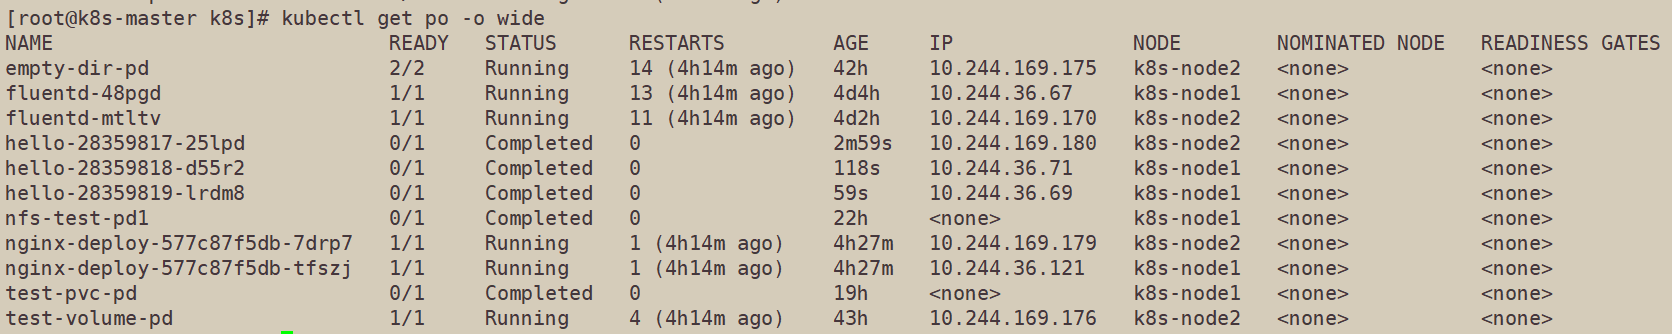 [root@k8s-master k8s]# kubectl get po -o wide
NAME                            READY   STATUS      RESTARTS         AGE     IP               NODE        NOMINATED NODE   READINESS GATES
empty-dir-pd                    2/2     Running     14 (4h14m ago)   42h     10.244.169.175   k8s-node2   <none>           <none>
fluentd-48pgd                   1/1     Running     13 (4h14m ago)   4d4h    10.244.36.67     k8s-node1   <none>           <none>
fluentd-mtltv                   1/1     Running     11 (4h14m ago)   4d2h    10.244.169.170   k8s-node2   <none>           <none>
hello-28359817-25lpd            0/1     Completed   0                2m59s   10.244.169.180   k8s-node2   <none>           <none>
hello-28359818-d55r2            0/1     Completed   0                118s    10.244.36.71     k8s-node1   <none>           <none>
hello-28359819-lrdm8            0/1     Completed   0                59s     10.244.36.69     k8s-node1   <none>           <none>
nfs-test-pd1                    0/1     Completed   0                22h     <none>           k8s-node1   <none>           <none>
nginx-deploy-577c87f5db-7drp7   1/1     Running     1 (4h14m ago)    4h27m   10.244.169.179   k8s-node2   <none>           <none>
nginx-deploy-577c87f5db-tfszj   1/1     Running     1 (4h14m ago)    4h27m   10.244.36.121    k8s-node1   <none>           <none>
test-pvc-pd                     0/1     Completed   0                19h     <none>           k8s-node1   <none>           <none>
test-volume-pd                  1/1     Running     4 (4h14m ago)    43h     10.244.169.176   k8s-node2   <none>           <none>